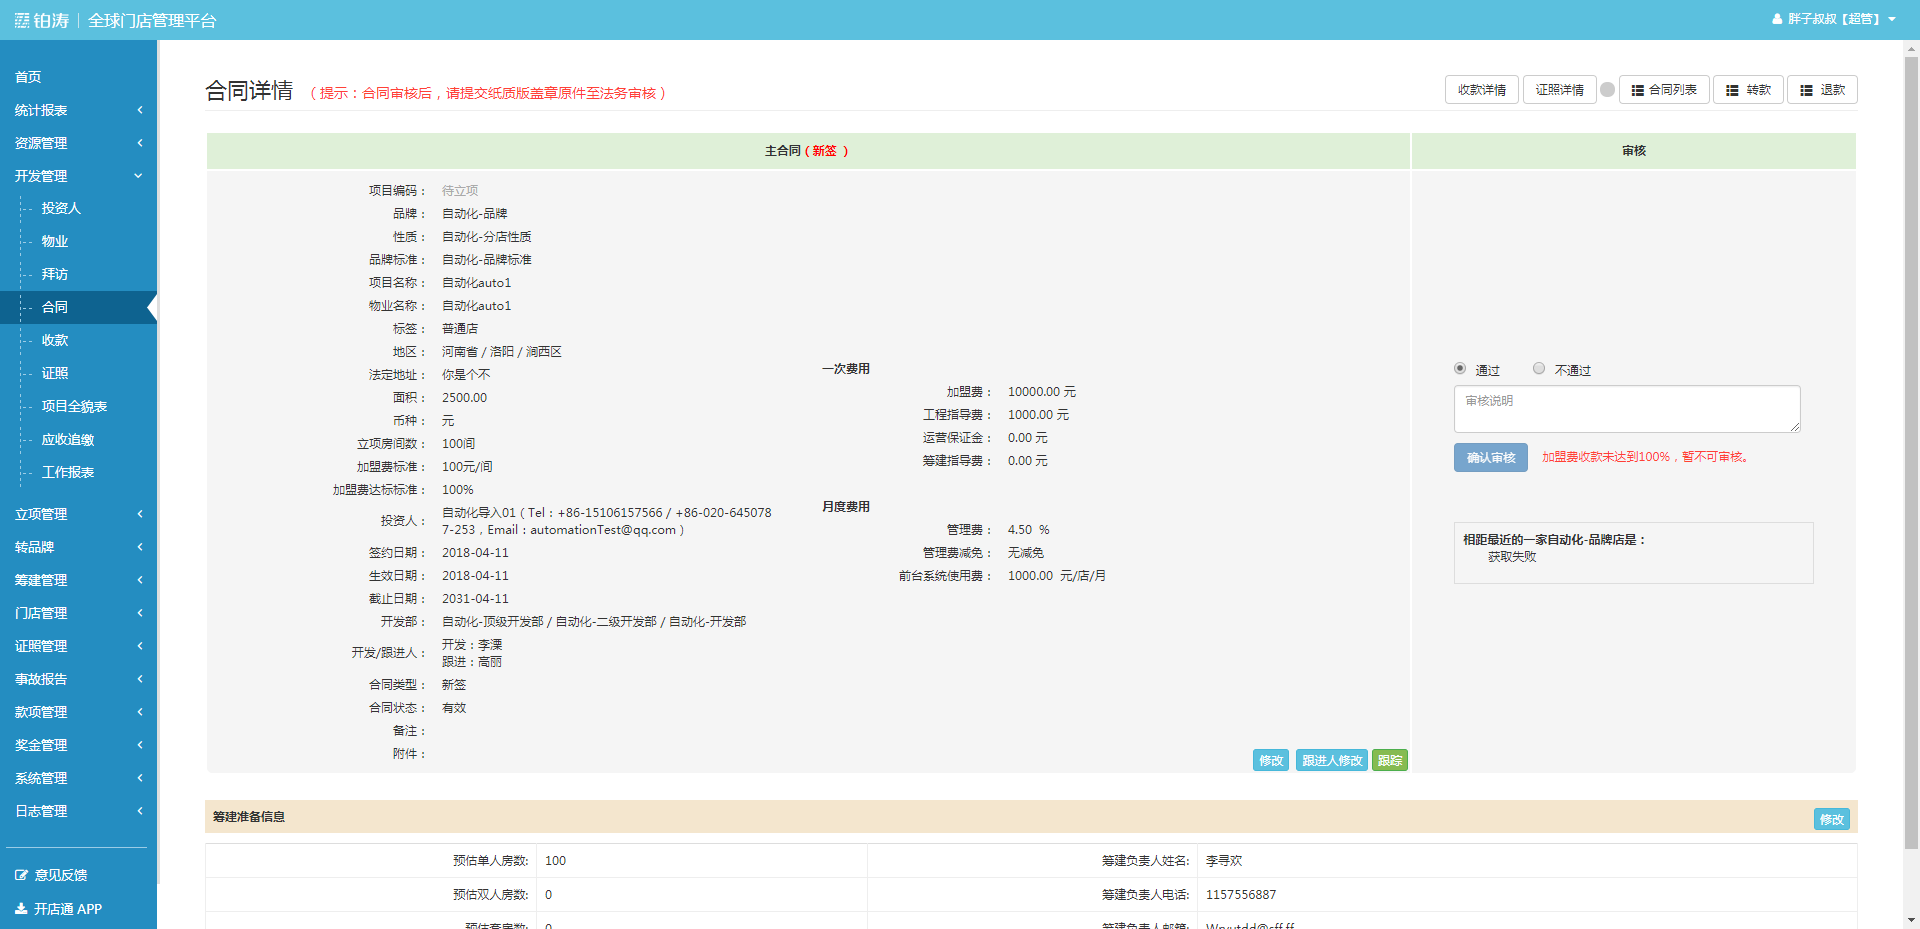 铂涛 | 全球门店管理平台
胖子叔叔【超管】
首页
统计报表
资源管理
开发管理
投资人
物业
拜访
合同
收款
证照
项目全貌表
应收追缴
工作报表
立项管理
转品牌
筹建管理
门店管理
证照管理
事故报告
款项管理
奖金管理
系统管理
日志管理
意见反馈
开店通 APP
合同详情 （ 提示：合同审核后，请提交纸质版盖章原件至法务审核 ）
收款详情
证照详情
合同列表
转款
退款
主合同 ( 新签 )
审核
项目编码： 待立项
品牌： 自动化-品牌
性质： 自动化-分店性质
品牌标准： 自动化-品牌标准
项目名称： 自动化auto1
物业名称： 自动化auto1
标签： 普通店
地区： 河南省 / 洛阳 / 涧西区
法定地址： 你是个不
面积： 2500.00
币种： 元
立项房间数： 100间
加盟费标准： 100元/间
加盟费达标标准： 100%
投资人： 自动化导入01 ( Tel：+86-15106157566 / +86-020-645078
7-253，Email：automationTest@qq.com )
签约日期： 2018-04-11
生效日期： 2018-04-11
截止日期： 2031-04-11
开发部： 自动化-顶级开发部 / 自动化-二级开发部 / 自动化-开发部
开发/跟进人： 开发：李溧
跟进：高丽
合同类型： 新签
合同状态： 有效
备注：
附件：
一次费用
加盟费： 10000.00 元
工程指导费： 1000.00 元
运营保证金： 0.00 元
筹建指导费： 0.00 元
月度费用
管理费： 4.50 %
管理费减免： 无减免
前台系统使用费： 1000.00 元/店/月
修改
跟进人修改
跟踪
通过
不通过
审核说明
确认审核
加盟费收款未达到100%，暂不可审核。
相距最近的一家自动化-品牌店是：
获取失败
筹建准备信息
修改
预估单人房数: 100
筹建负责人姓名: 李寻欢
预估双人房数: 0
筹建负责人电话: 1157556887
预估套房数: 0
筹建负责人邮箱: